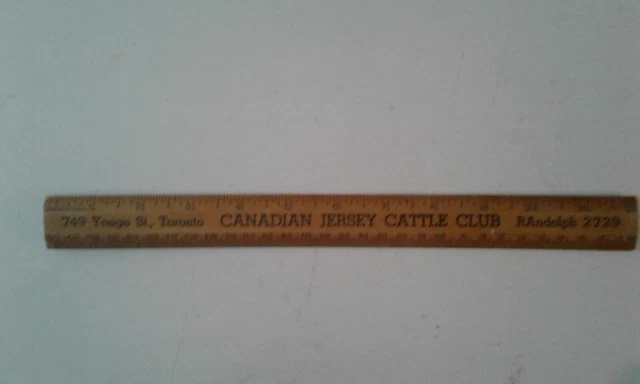 749 Yonge St, Toronto CANADIAN JERSEY CATTLE CLUB RAndolph 2729